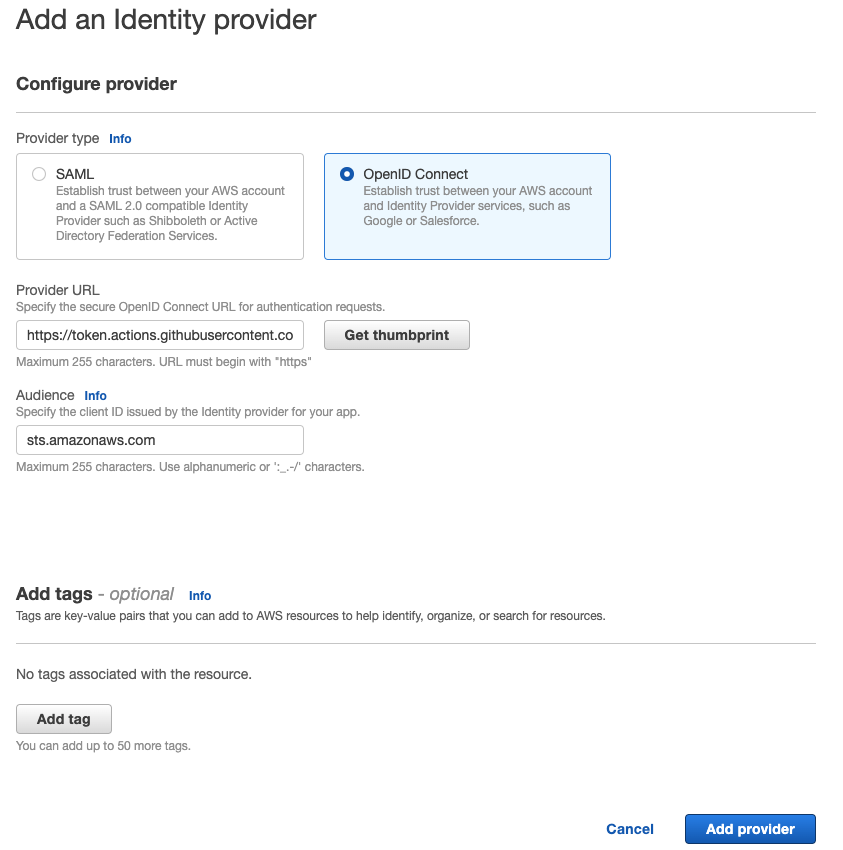 Add an Identity provider
Configure provider
Provider type Info
SAML
Establish trust between your AWS account
and a SAML 2.0 compatible Identity
Provider such as Shibboleth or Active
Directory Federation Services.
OpenID Connect
Establish trust between your AWS account
and Identity Provider services, such as
Google or Salesforce.
Provider URL
Specify the secure OpenID Connect URL for authentication requests.
https://token.actions.githubusercontent.co
Get thumbprint
Maximum 255 characters. URL must begin with "https"
Audience Info
Specify the client ID issued by the Identity provider for your app.
sts.amazonaws.com
Maximum 255 characters. Use alphanumeric or ':_.-/' characters.
Add tags - optional Info
Tags are key-value pairs that you can add to AWS resources to help identify, organize, or search for resources.
No tags associated with the resource.
Add tag
You can add up to 50 more tags.
Cancel
Add provider